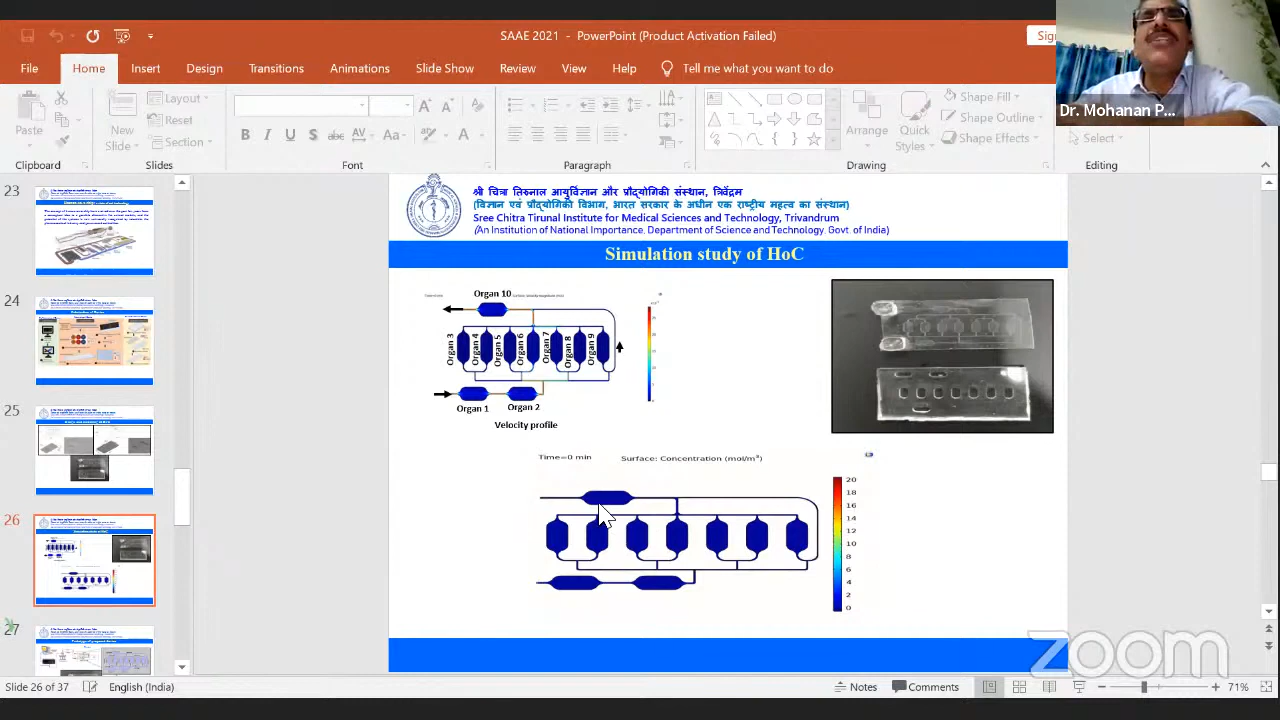 SAAE 2021 - PowerPoint (Product Activation Failed)
Sig
File Home Insert Design Transitions Animations Slide Show Review View Help Tell me what you want to do
Paste
New
Slide
Layout
Reset
Section
B I U S abc AV Aa A
Arrange
Quick
Styles
Shape Fill
Shape Outline
Shape Effects
Select
Clipboard Slides Font Paragraph Drawing Editing
Dr. Mohanan P...
23
24
25
26
27
श्री चित्रा तिरुनाल आयुर्विज्ञान और प्रौद्योगिकी संस्थान, त्रिवेंद्रम
(विज्ञान एवं प्रौद्योगिकी विभाग, भारत सरकार के अधीन एक राष्ट्रीय महत्व का संस्थान)
Sree Chitra Tirunal Institute for Medical Sciences and Technology, Trivandrum
(An Institution of National Importance, Department of Science and Technology, Govt. of India)
Simulation study of HoC
Organ 10
Organ 3
Organ 4
Organ 5
Organ 6
Organ 7
Organ 8
Organ 9
Organ 1
Organ 2
Velocity profile
Time=0 min Surface: Concentration (mol/m³)
20
18
16
14
12
10
8
6
4
2
0
zoom
Slide 26 of 37 English (India) Notes Comments 71%